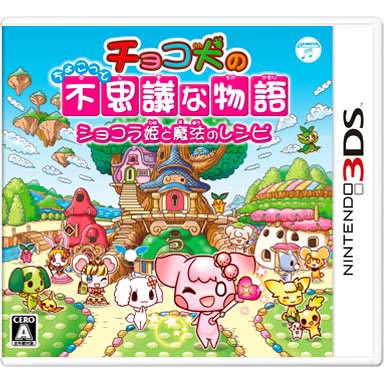 チョコ犬の
ちょこっと
不思議な物語
ショコラ姫と魔法のレシピ
NINTENDO 3DS
CERO
A